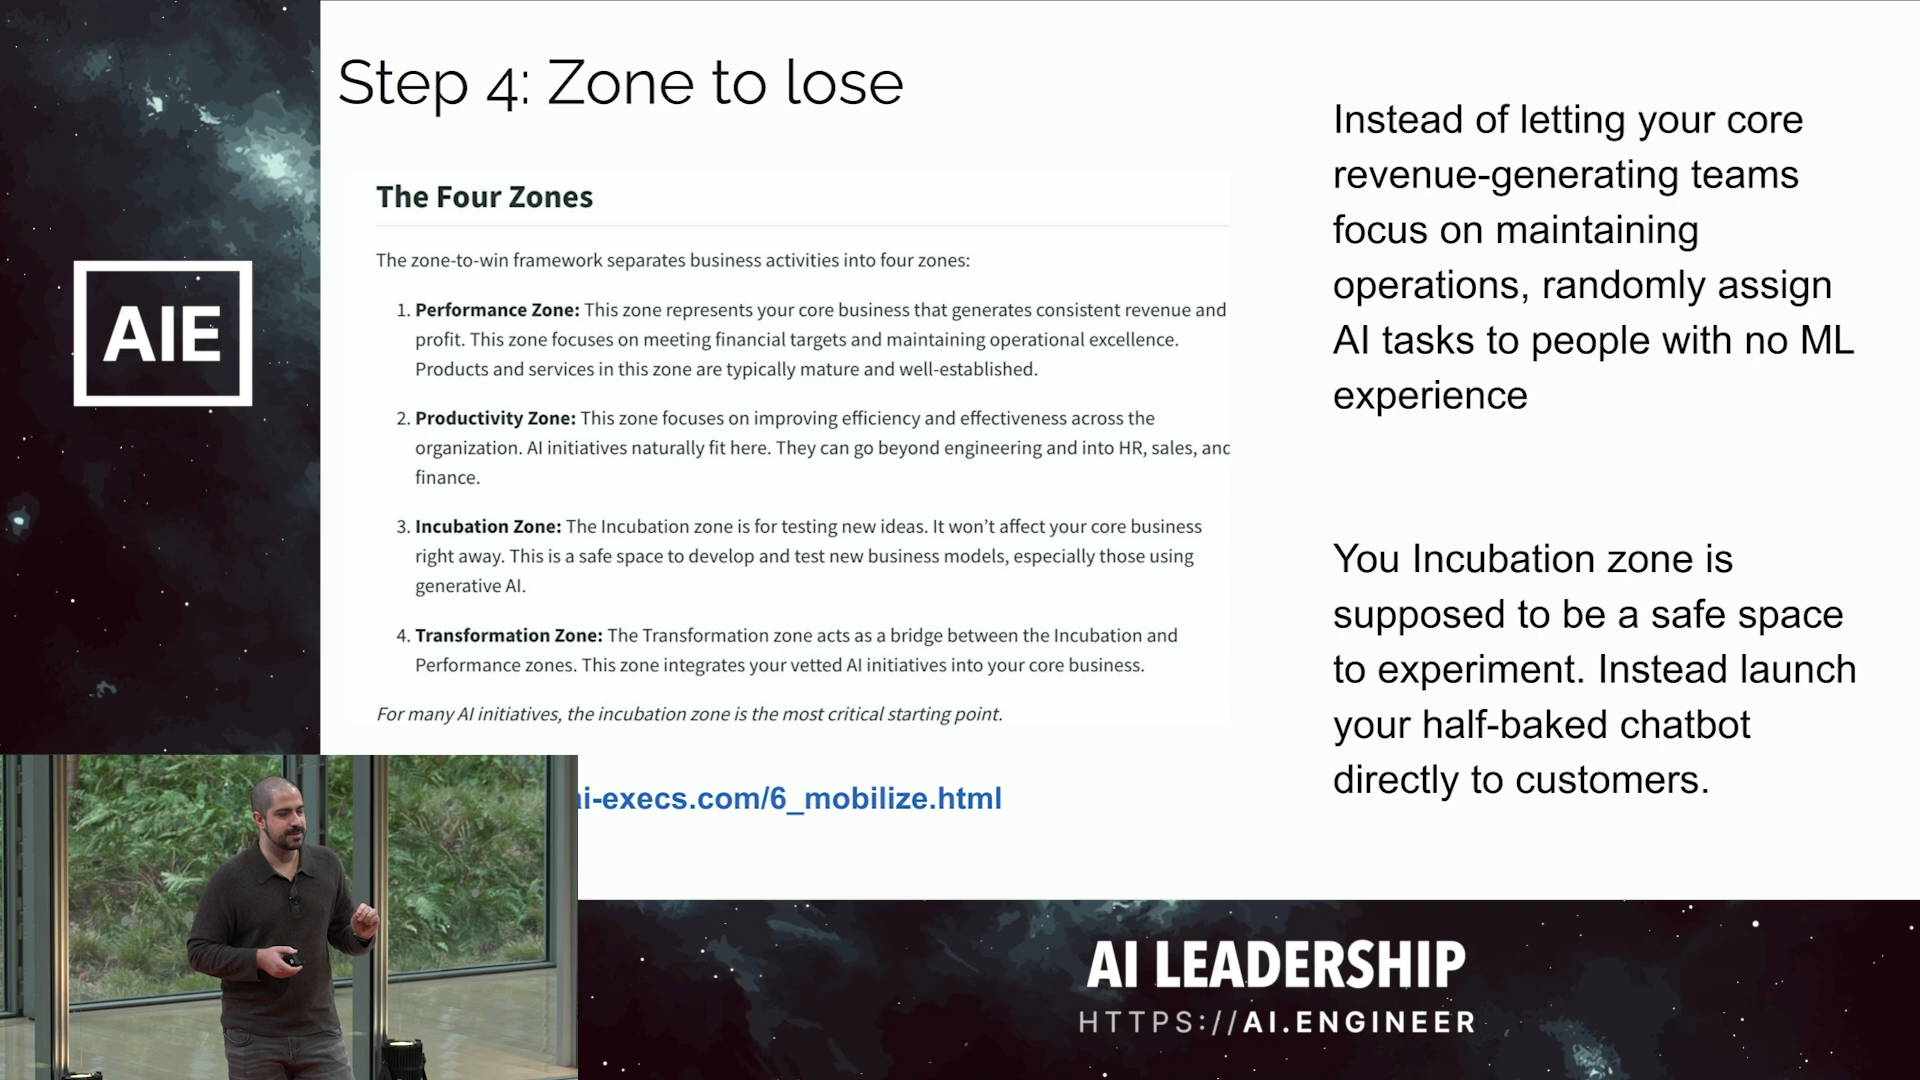 Step 4: Zone to lose
The Four Zones
The zone-to-win framework separates business activities into four zones:
1. Performance Zone: This zone represents your core business that generates consistent revenue and
profit. This zone focuses on meeting financial targets and maintaining operational excellence.
Products and services in this zone are typically mature and well-established.
2. Productivity Zone: This zone focuses on improving efficiency and effectiveness across the
organization. AI initiatives naturally fit here. They can go beyond engineering and into HR, sales, and
finance.
3. Incubation Zone: The Incubation zone is for testing new ideas. It won't affect your core business
right away. This is a safe space to develop and test new business models, especially those using
generative AI.
4. Transformation Zone: The Transformation zone acts as a bridge between the Incubation and
Performance zones. This zone integrates your vetted AI initiatives into your core business.
For many AI initiatives, the incubation zone is the most critical starting point.
ai-execs.com/6_mobilize.html
Instead of letting your core
revenue-generating teams
focus on maintaining
operations, randomly assign
AI tasks to people with no ML
experience
You Incubation zone is
supposed to be a safe space
to experiment. Instead launch
your half-baked chatbot
directly to customers.
AIE
AI LEADERSHIP
HTTPS://AI.ENGINEER